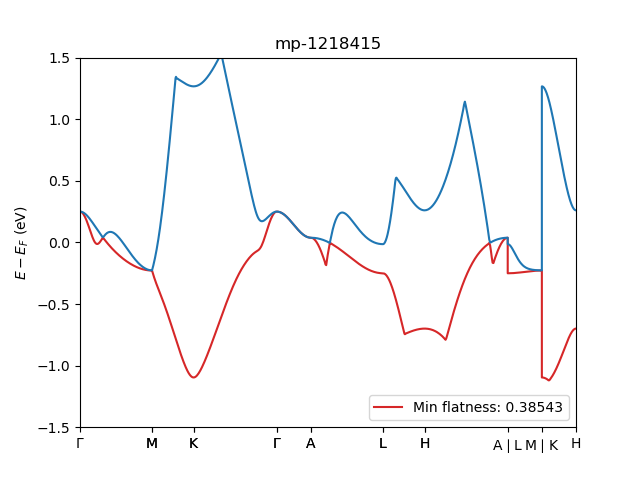 mp-1218415
E − E_F (eV)
1.5
1.0
0.5
0.0
−0.5
−1.0
−1.5
Min flatness: 0.38543
Γ M K Γ A L H A | L M | K H